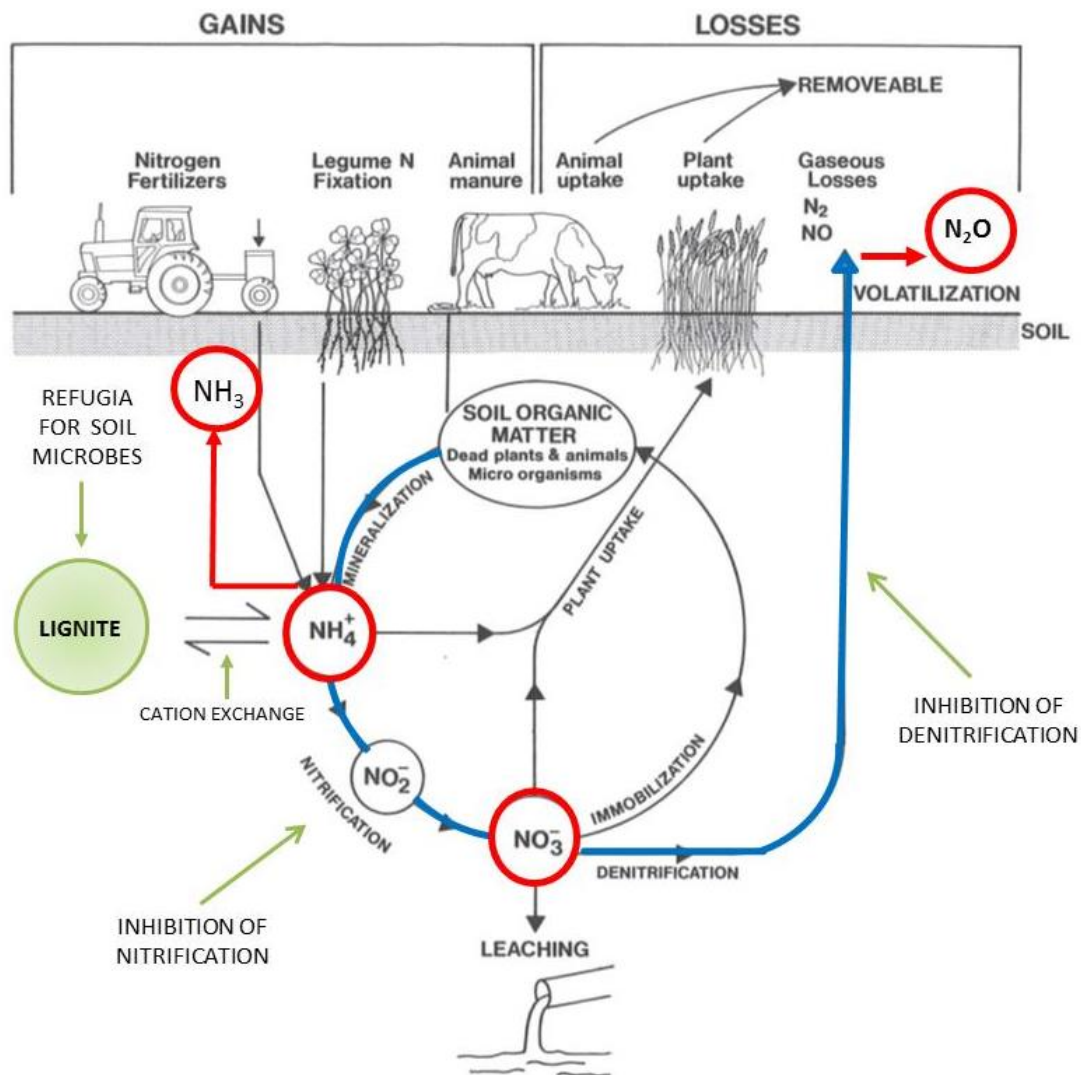 GAINS
LOSSES
REMOVEABLE
Nitrogen
Fertilizers
Legume N
Fixation
Animal
manure
Animal
uptake
Plant
uptake
Gaseous
Losses
N₂
NO
N₂O
VOLATILIZATION
SOIL
NH₃
REFUGIA
FOR SOIL
MICROBES
SOIL ORGANIC
MATTER
Dead plants & animals
Micro organisms
MINERALIZATION
PLANT UPTAKE
LIGNITE
NH₄⁺
CATION EXCHANGE
INHIBITION OF
DENITRIFICATION
NO₂⁻
NITRIFICATION
IMMOBILIZATION
NO₃⁻
DENITRIFICATION
INHIBITION OF
NITRIFICATION
LEACHING